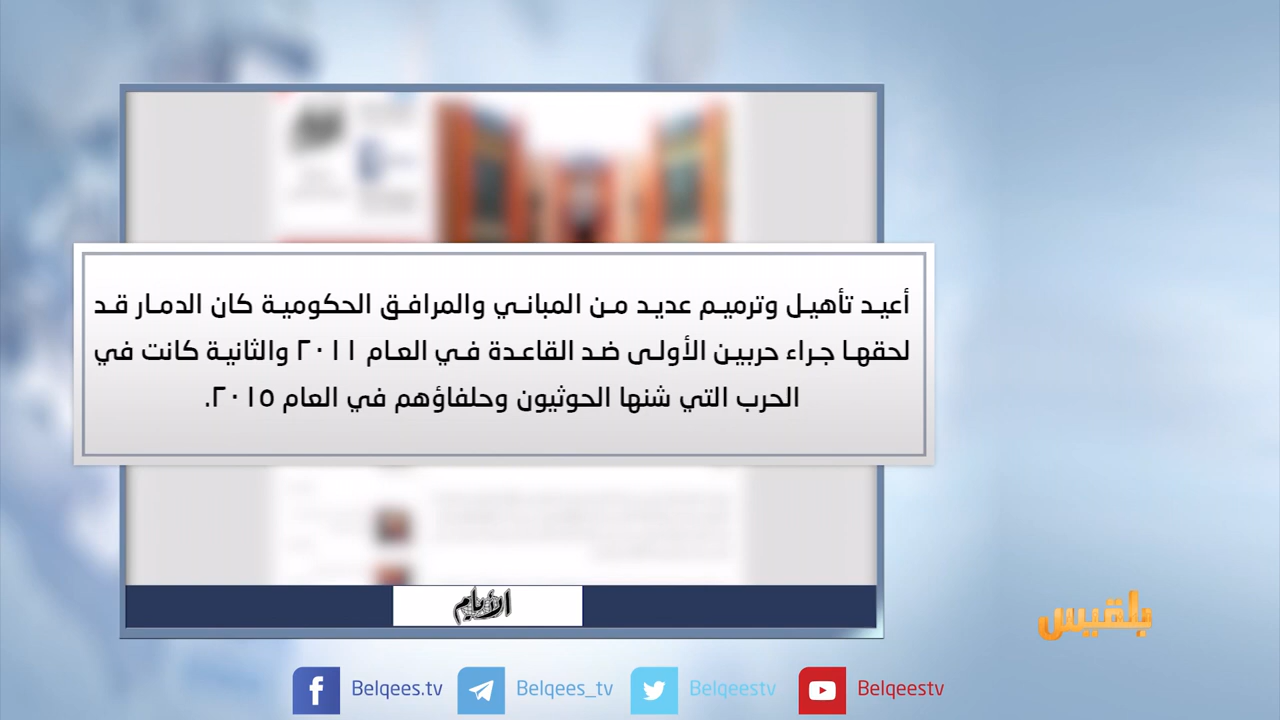 أعيد تأهيل وترميم عديد من المباني والمرافق الحكومية كان الدمار قد
لحقها جراء حربين الأولى ضد القاعدة في العام ٢٠١١ والثانية كانت في
الحرب التي شنها الحوثيون وحلفاؤهم في العام ٢٠١٥.
الأيام
بلقيس
Belqees.tv
Belqees_tv
Belqeestv
Belqeestv